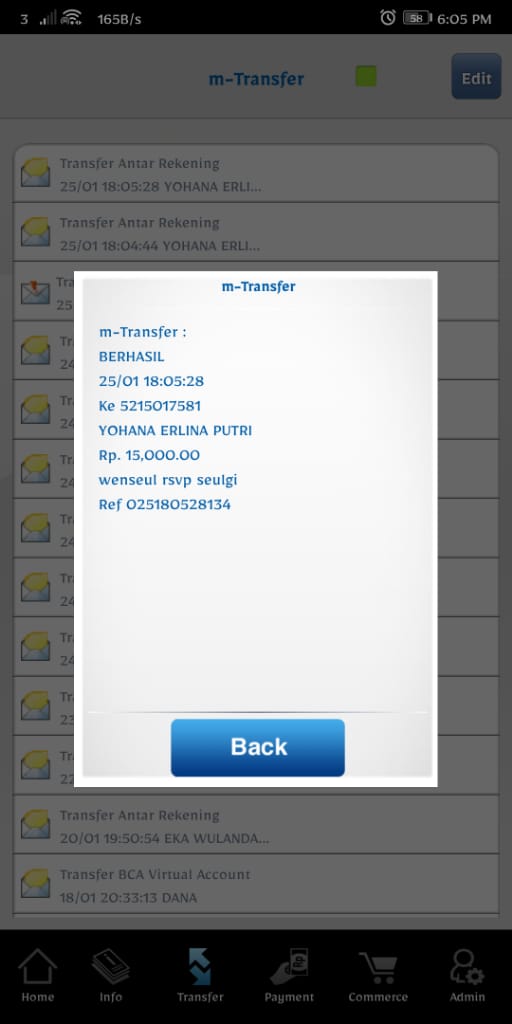 3 165B/s 58 6:05 PM
m-Transfer
Edit
Transfer Antar Rekening
25/01 18:05:28 YOHANA ERLI...
Transfer Antar Rekening
25/01 18:04:44 YOHANA ERLI...
Tra
25
m-Transfer
m-Transfer :
BERHASIL
25/01 18:05:28
Ke 5215017581
YOHANA ERLINA PUTRI
Rp. 15,000.00
wenseul rsvp seulgi
Ref 025180528134
Back
Tr
24
Tr
24
Tr
24
Tr
24
Tr
24
Tr
24
Tr
23
Tr
22
Transfer Antar Rekening
20/01 19:50:54 EKA WULANDA...
Transfer BCA Virtual Account
18/01 20:33:13 DANA
Home
Info
Transfer
Payment
Commerce
Admin